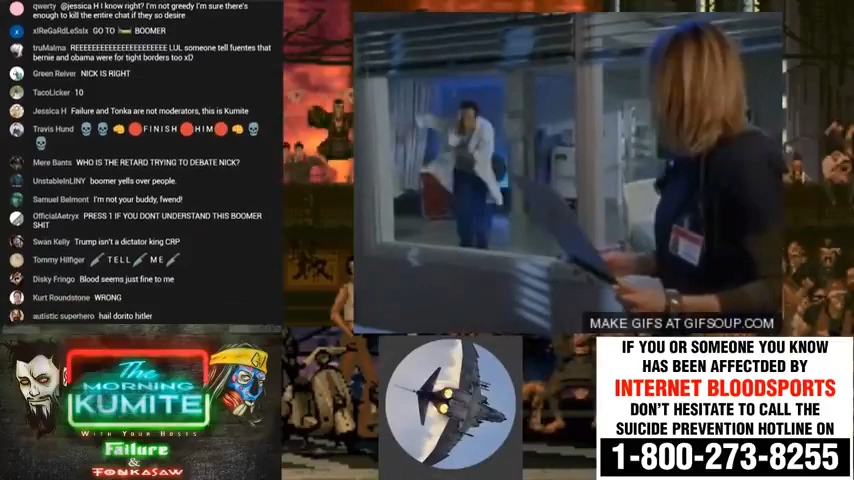 qwerty @jessica H I know right? I'm not greedy I'm sure there's
enough to kill the entire chat if they so desire
xIReGaRdLeSsIx GO TO BOOMER
truMalma REEEEEEEEEEEEEEEEEEEEE LUL someone tell fuentes that
bernie and obama were for tight borders too xD
Green Reiver NICK IS RIGHT
TacoLicker 10
Jessica H Failure and Tonka are not moderators, this is Kumite
Travis Hund 💀 💀 👊 🛑 F I N I S H 🛑 H I M 🛑 👊 💀
💀
Mere Bants WHO IS THE RETARD TRYING TO DEBATE NICK?
UnstableInLINY boomer yells over people.
Samuel Belmont I'm not your buddy, fwend!
OfficialAetryx PRESS 1 IF YOU DONT UNDERSTAND THIS BOOMER
SHIT
Swan Kelly Trump isn't a dictator king CRP
Tommy Hilfiger T E L L M E
Disky Fringo Blood seems just fine to me
Kurt Roundstone WRONG
autistic superhero hail dorito hitler
MAKE GIFS AT GIFSOUP.COM
The
MORNING
KUMITE
With Your Hosts
Failure
&
TONKASAW
IF YOU OR SOMEONE YOU KNOW
HAS BEEN AFFECTDED BY
INTERNET BLOODSPORTS
DON'T HESITATE TO CALL THE
SUICIDE PREVENTION HOTLINE ON
1-800-273-8255